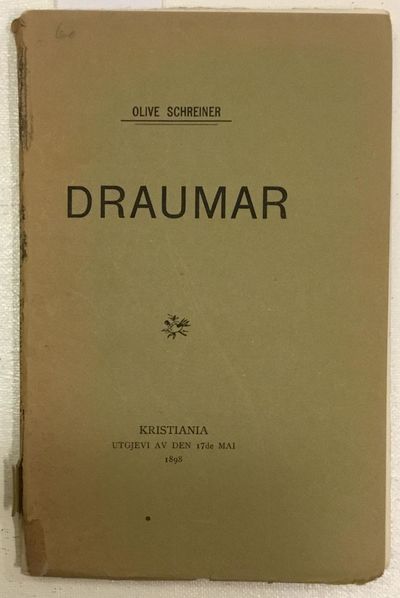 OLIVE SCHREINER
DRAUMAR
KRISTIANIA
UTGJEVI AV DEN 17de MAI
1898